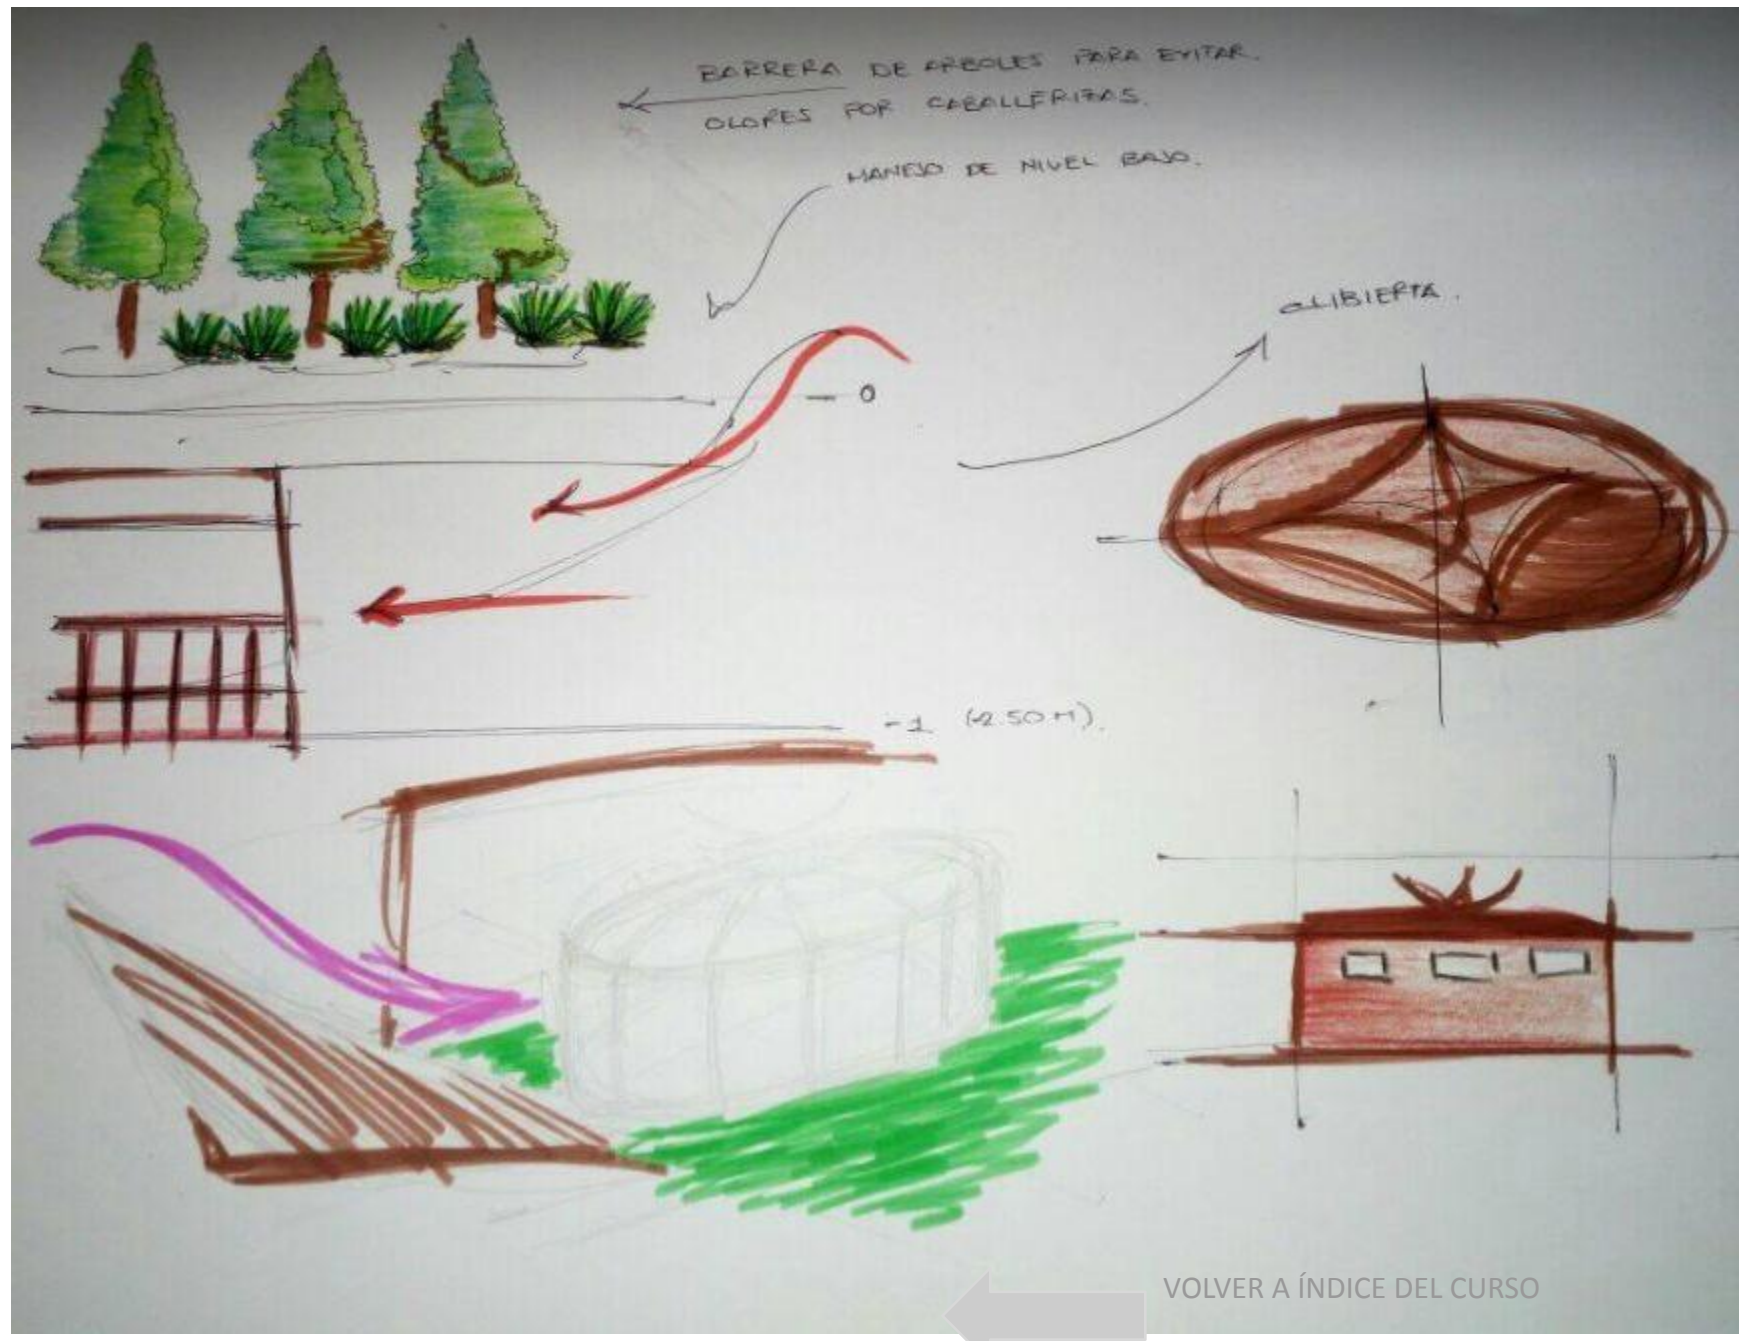 BARRERA DE ARBOLES PARA EVITAR.
OLORES POR CABALLERIZAS.
MANEJO DE NIVEL BAJO.
CUBIERTA.
— 0
-1 (-2.50 M).
VOLVER A ÍNDICE DEL CURSO